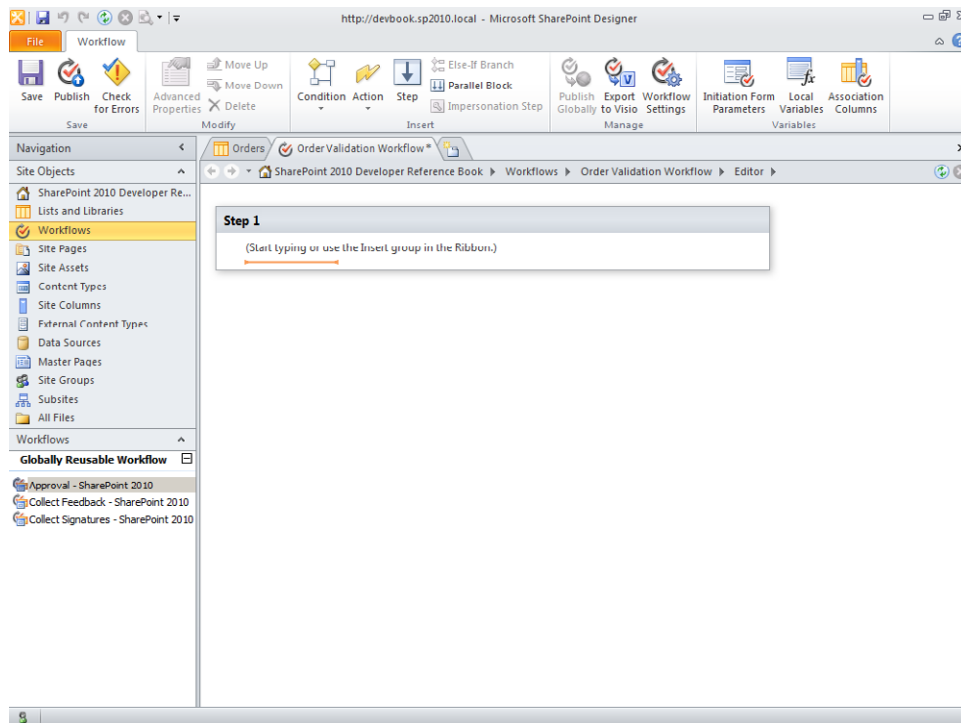 http://devbook.sp2010.local - Microsoft SharePoint Designer
File Workflow
Save Publish Check for Errors Advanced Properties Move Up Move Down Delete Condition Action Step Else-If Branch Parallel Block Impersonation Step Publish Globally Export to Visio Workflow Settings Initiation Form Parameters Local Variables Association Columns
Save Modify Insert Manage Variables
Navigation
Orders Order Validation Workflow *
Site Objects
SharePoint 2010 Developer Reference Book Workflows Order Validation Workflow Editor
SharePoint 2010 Developer Re...
Lists and Libraries
Workflows
Site Pages
Site Assets
Content Types
Site Columns
External Content Types
Data Sources
Master Pages
Site Groups
Subsites
All Files
Workflows
Globally Reusable Workflow
Approval - SharePoint 2010
Collect Feedback - SharePoint 2010
Collect Signatures - SharePoint 2010
Step 1
(Start typing or use the Insert group in the Ribbon.)